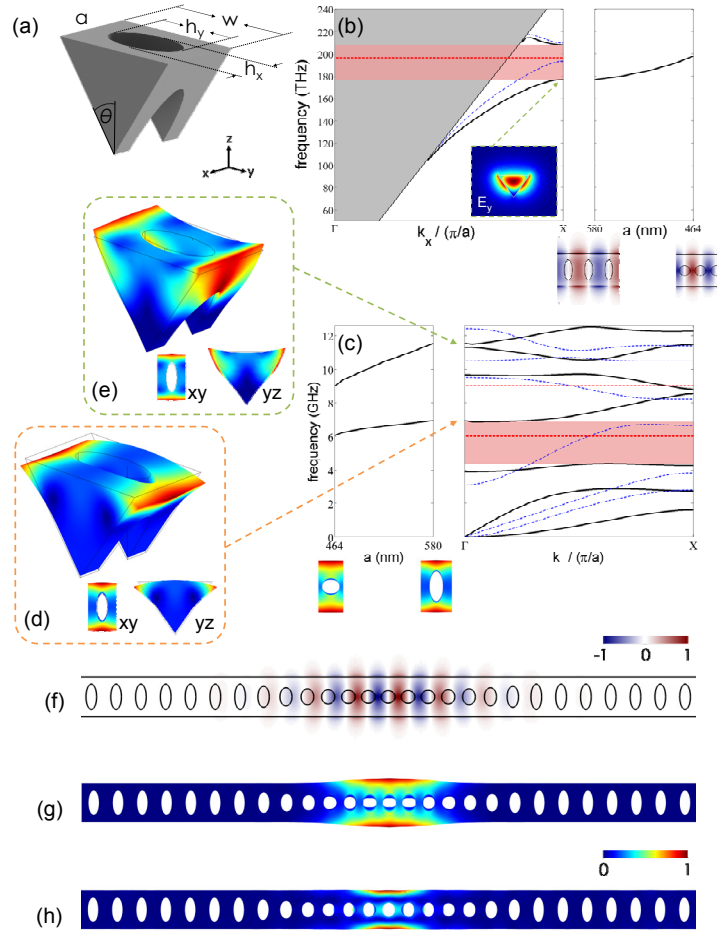 (a)
a
w
h_y
h_x
θ
z
x
y
(b)
frequency (THz)
240
220
200
180
160
140
120
100
80
60
Γ
k_x / (π/a)
X
E_y
580
a (nm)
464
(c)
frecuency (GHz)
12
10
8
6
4
2
0
464
a (nm)
580
Γ
k / (π/a)
X
(e)
xy
yz
(d)
xy
yz
-1 0 1
(f)
(g)
0 1
(h)